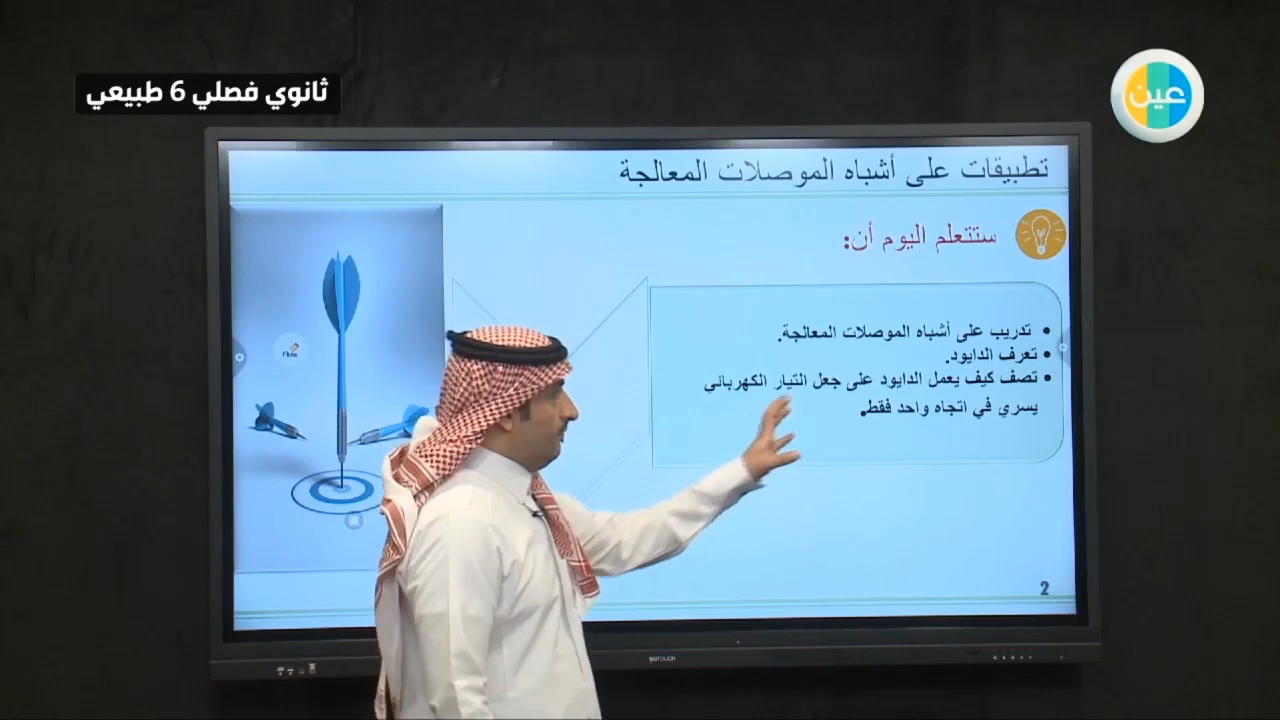 ثانوي فصلي 6 طبيعي
عين
تطبيقات على أشباه الموصلات المعالجة
ستتعلم اليوم أن:
• تدريب على أشباه الموصلات المعالجة.
• تعرف الدايود.
• تصف كيف يعمل الدايود على جعل التيار الكهربائي
يسري في اتجاه واحد فقط.
Flow
2